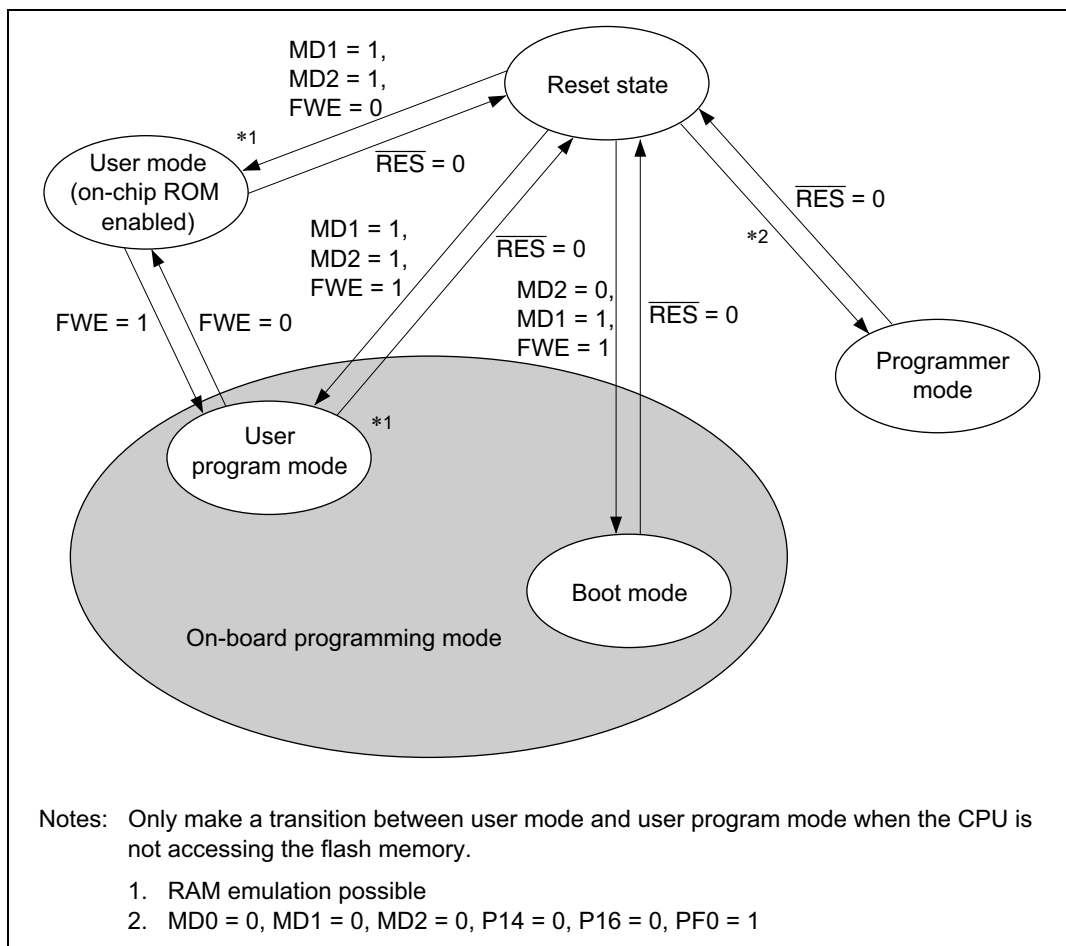 MD1 = 1,
MD2 = 1,
FWE = 0
Reset state
*1
RES = 0
User mode
(on-chip ROM
enabled)
RES = 0
*2
MD1 = 1,
MD2 = 1,
FWE = 1
RES = 0
MD2 = 0,
MD1 = 1,
FWE = 1
RES = 0
FWE = 1
FWE = 0
Programmer
mode
*1
User
program mode
Boot mode
On-board programming mode
Notes: Only make a transition between user mode and user program mode when the CPU is
not accessing the flash memory.
1. RAM emulation possible
2. MD0 = 0, MD1 = 0, MD2 = 0, P14 = 0, P16 = 0, PF0 = 1